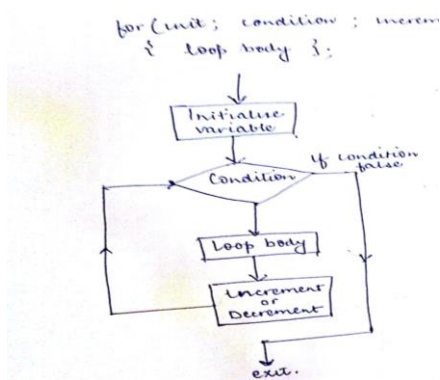 for (init; condition ; increm
{ loop body };
Initialise
variable
Condition
if condition
false
Loop body
Increment
or
Decrement
exit.